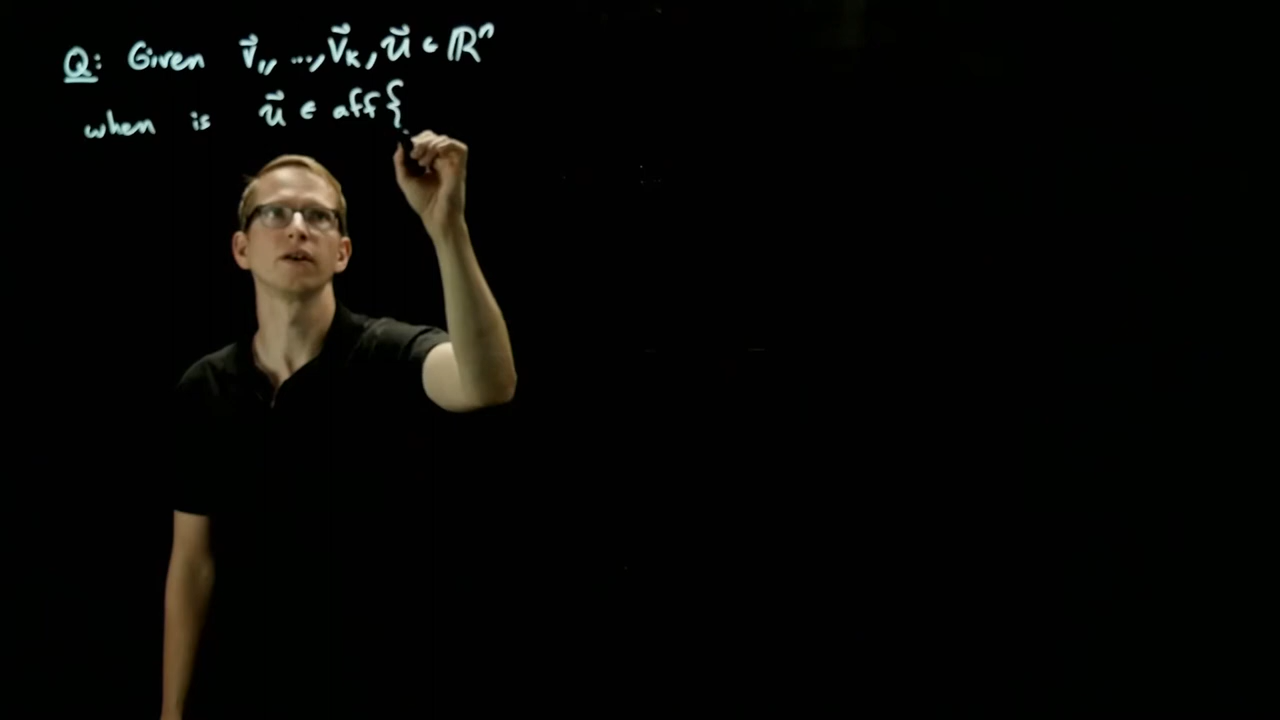 Q: Given v⃗₁, ..., v⃗ₖ, u⃗ ∈ ℝⁿ
when is u⃗ ∈ aff {